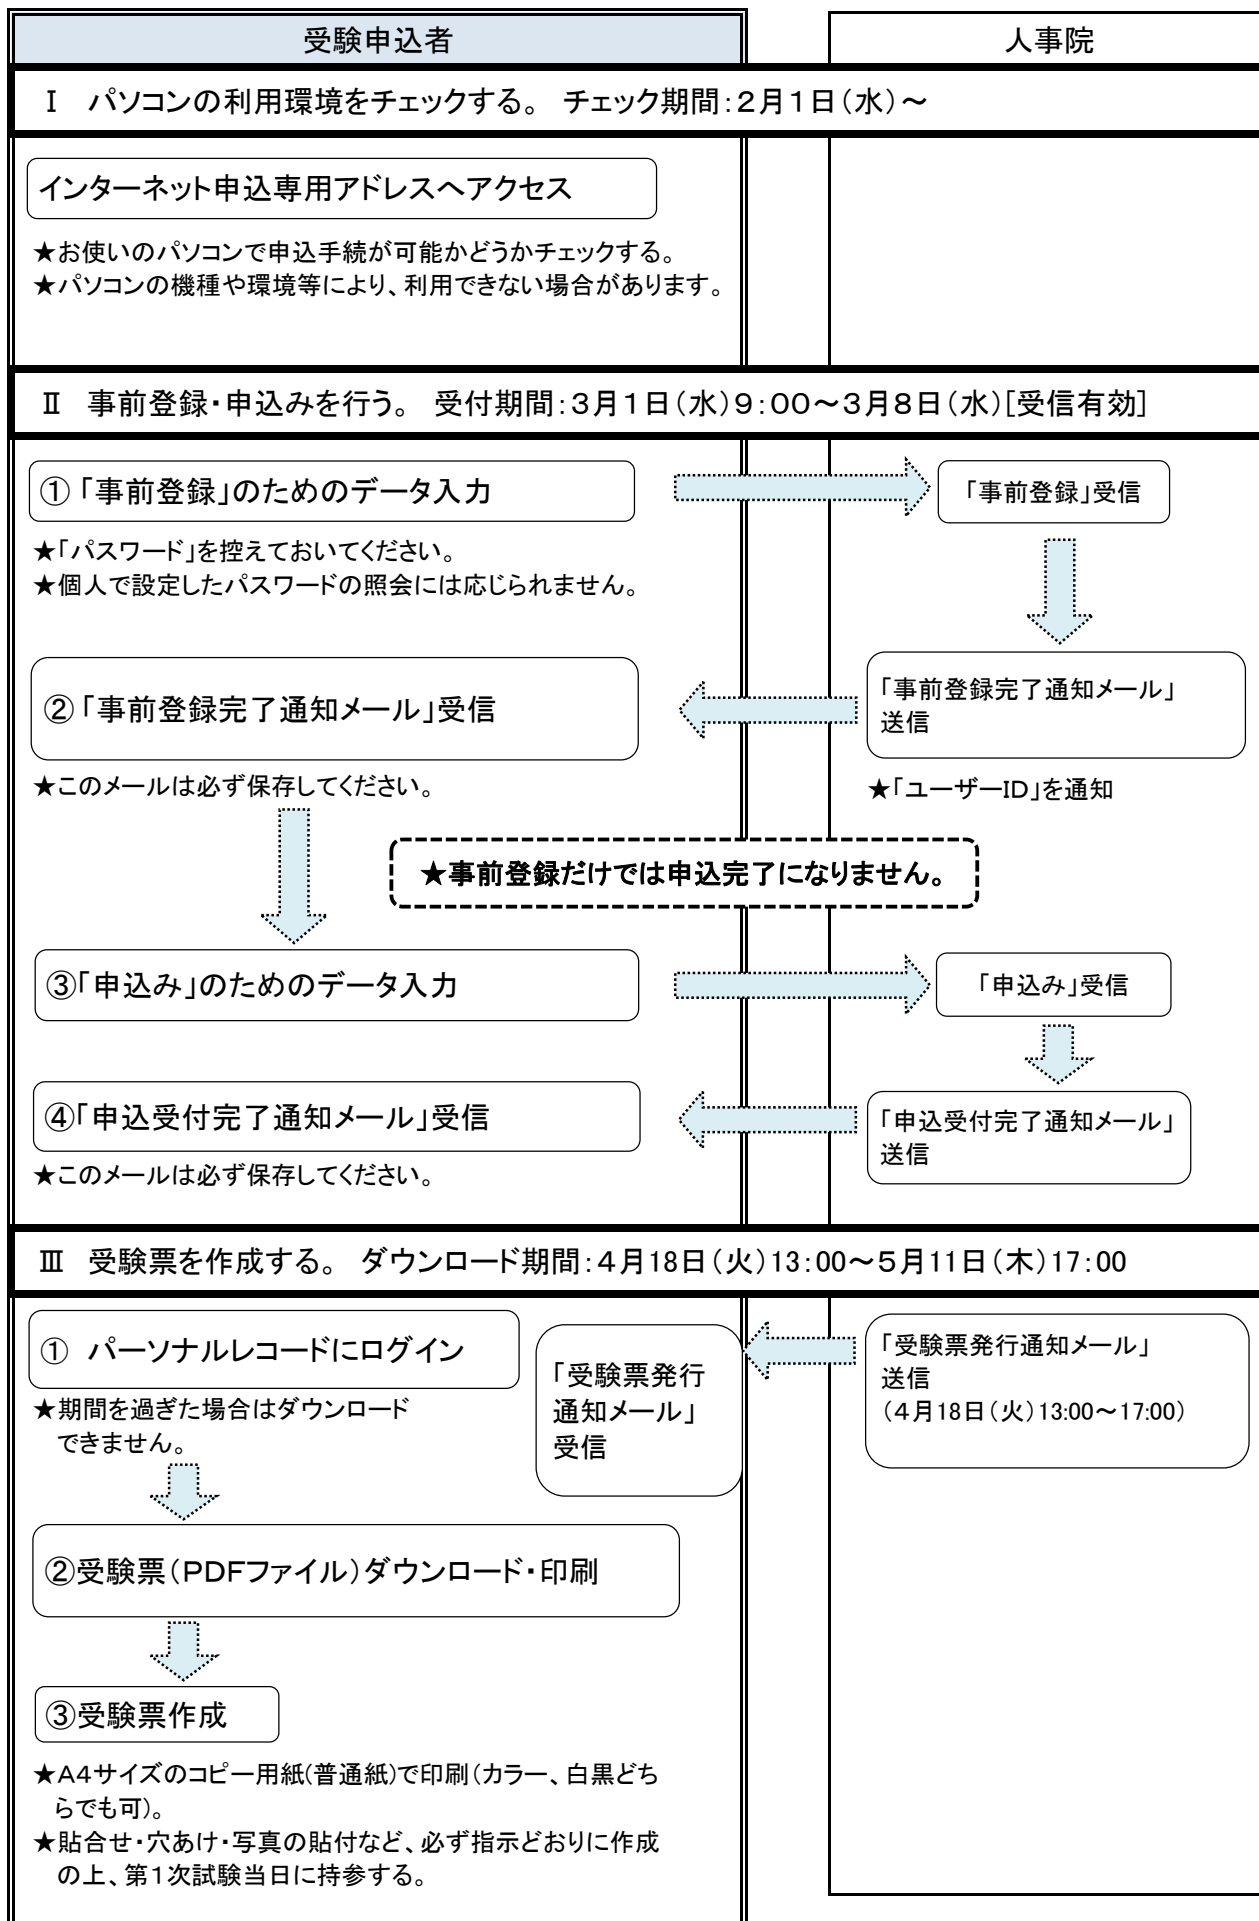 受験申込者
人事院
Ⅰ　パソコンの利用環境をチェックする。　チェック期間：２月１日（水）～
インターネット申込専用アドレスへアクセス
★お使いのパソコンで申込手続が可能かどうかチェックする。
★パソコンの機種や環境等により、利用できない場合があります。
Ⅱ　事前登録・申込みを行う。　受付期間：３月１日（水）９：００～３月８日（水）[受信有効]
①「事前登録」のためのデータ入力
「事前登録」受信
★「パスワード」を控えておいてください。
★個人で設定したパスワードの照会には応じられません。
②「事前登録完了通知メール」受信
「事前登録完了通知メール」
送信
★このメールは必ず保存してください。
★「ユーザーID」を通知
★事前登録だけでは申込完了になりません。
③「申込み」のためのデータ入力
「申込み」受信
④「申込受付完了通知メール」受信
「申込受付完了通知メール」
送信
★このメールは必ず保存してください。
Ⅲ　受験票を作成する。　ダウンロード期間：４月18日（火）13：00～５月11日（木）17：00
①　パーソナルレコードにログイン
「受験票発行
通知メール」
受信
「受験票発行通知メール」
送信
（４月18日（火）13:00～17:00）
★期間を過ぎた場合はダウンロード
できません。
②受験票（ＰＤＦファイル）ダウンロード・印刷
③受験票作成
★Ａ４サイズのコピー用紙(普通紙)で印刷（カラー、白黒どち
らでも可）。
★貼合せ・穴あけ・写真の貼付など、必ず指示どおりに作成
の上、第１次試験当日に持参する。